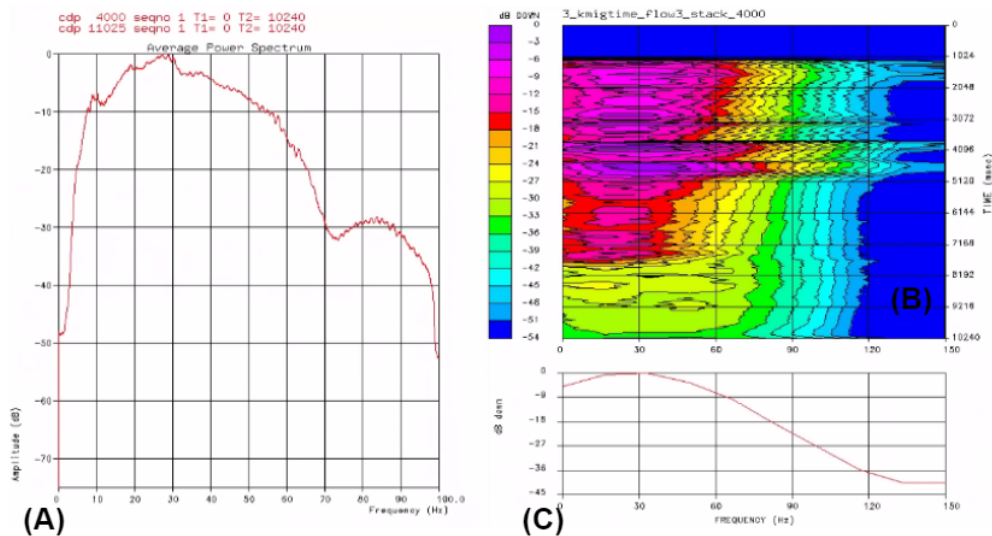 cdp 4000 seqno 1 T1= 0 T2= 10240
cdp 11025 seqno 1 T1= 0 T2= 10240
Average Power Spectrum
-0
-10
-20
-30
-40
-50
-60
-70
Amplitude (dB)
0 10 20 30 40 50 60 70 80 90 100.0
Frequency (Hz)
(A)
dB DOWN
0
-3
-6
-9
-12
-15
-18
-21
-24
-27
-30
-33
-36
-39
-42
-45
-48
-51
-54
3_kmigtime_flow3_stack_4000
0
1024
2048
3072
4096
5120
6144
7168
8192
9216
10240
TIME (msec)
(B)
0 30 60 90 120 150
0
-9
-18
-27
-36
-45
dB down
0 30 60 90 120 150
FREQUENCY (Hz)
(C)